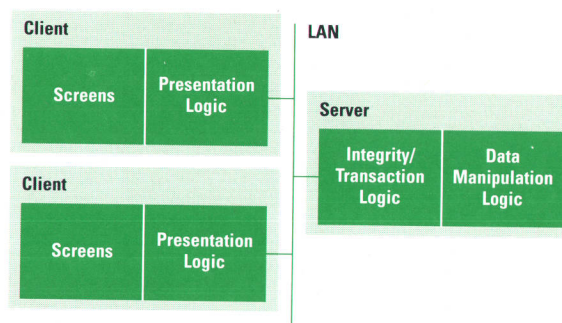 Client
Screens
Presentation
Logic
LAN
Server
Integrity/
Transaction
Logic
Data
Manipulation
Logic
Client
Screens
Presentation
Logic